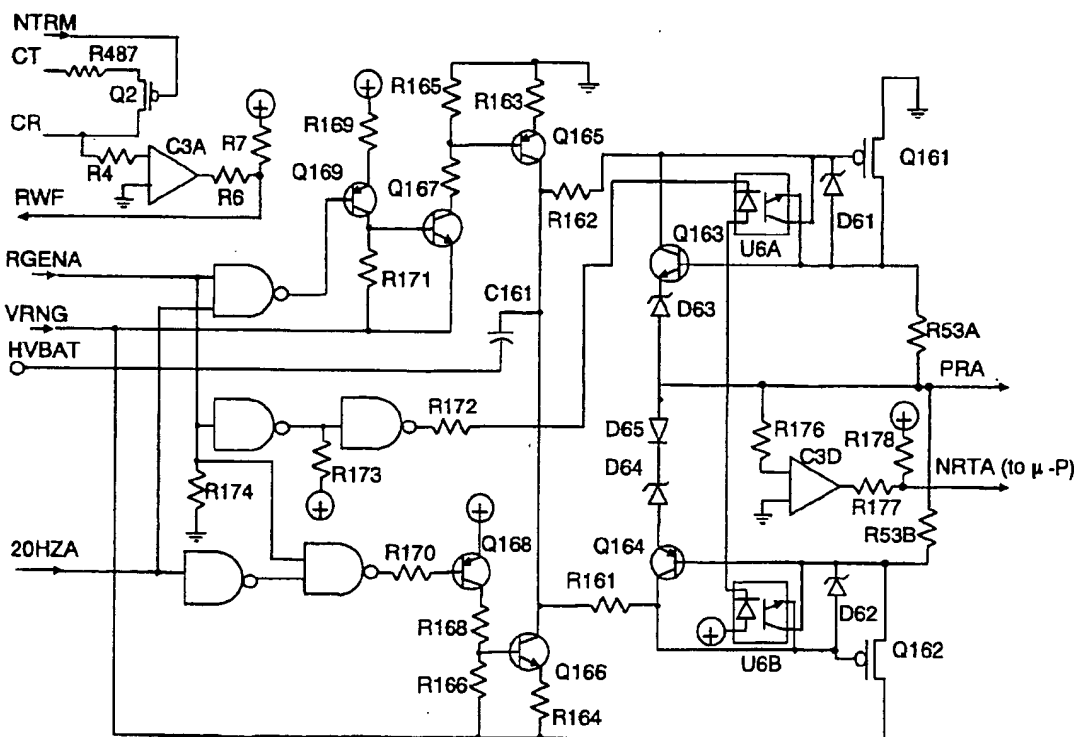 NTRM
CT
R487
Q2
CR
R4
C3A
R7
R6
RWF
R169
Q169
R165
R163
Q165
Q167
R162
R171
Q161
D61
U6A
Q163
RGENA
VRNG
HVBAT
C161
D63
R53A
PRA
R172
R173
R174
D65
D64
R176
C3D
R178
R177
NRTA (to μ -P)
R53B
20HZA
R170
Q168
R168
R166
Q166
R164
R161
Q164
U6B
D62
Q162